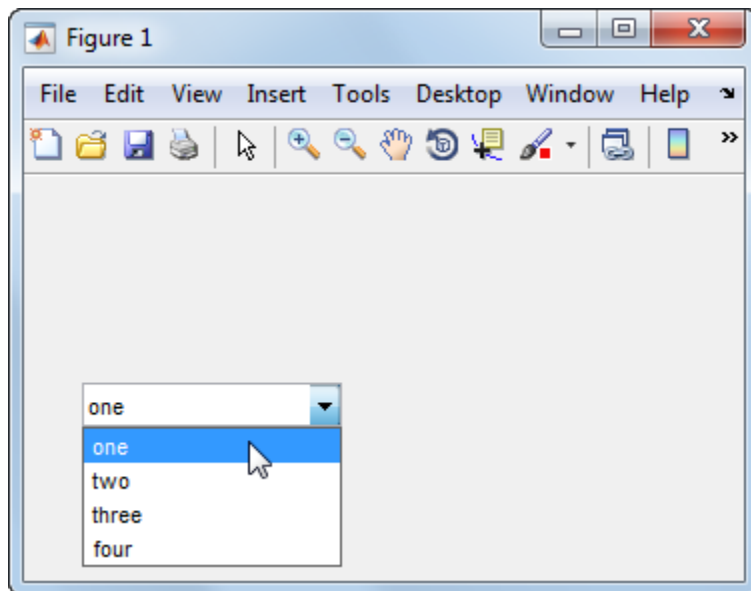 Figure 1
File Edit View Insert Tools Desktop Window Help
one
one
two
three
four